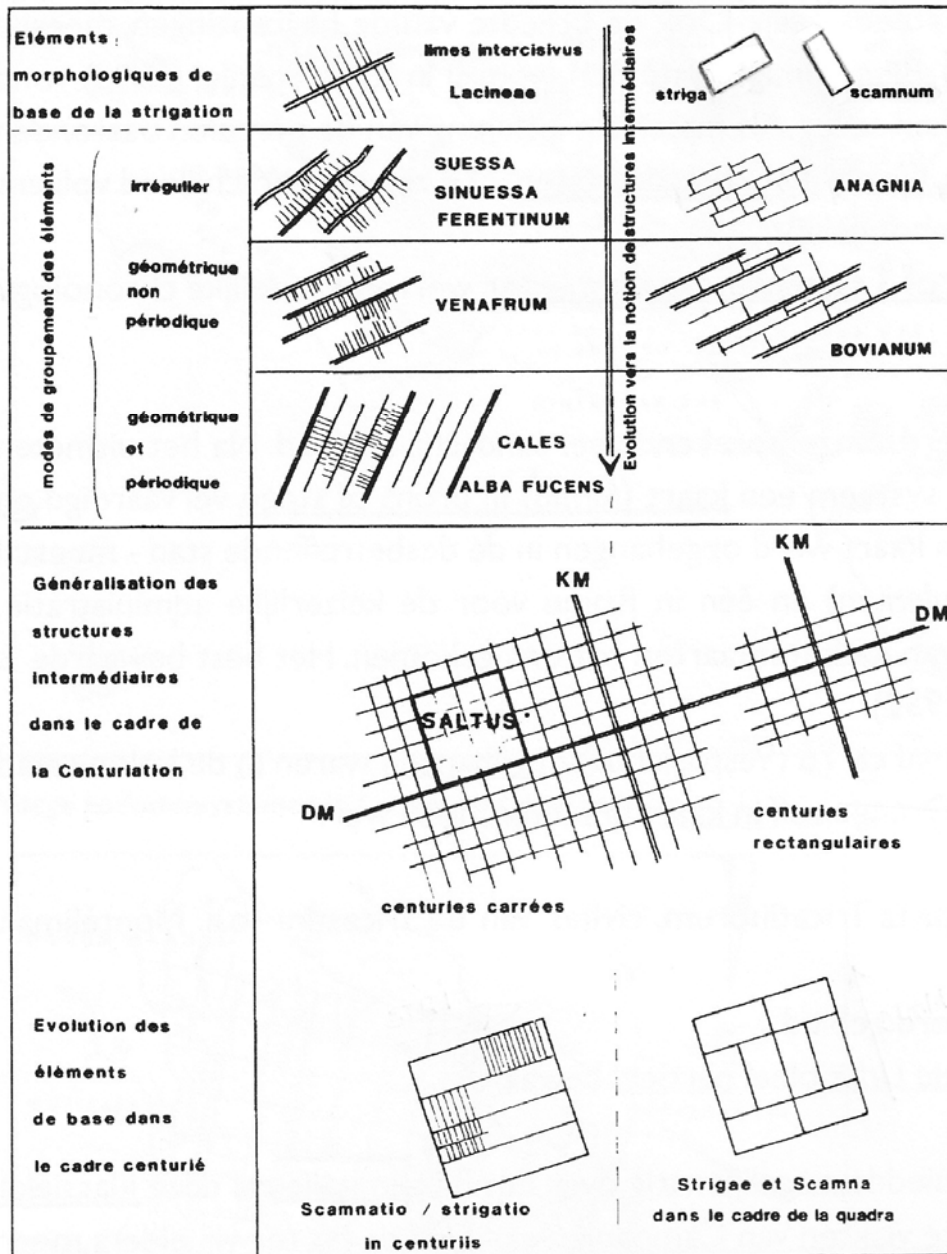 Eléments
morphologiques de
base de la strigation
limes intercisivus
Lacineae
striga
scamnum
modes de groupement des éléments
irrégulier
SUESSA
SINUESSA
FERENTINUM
ANAGNIA
géométrique
non
périodique
VENAFRUM
BOVIANUM
géométrique
et
périodique
CALES
ALBA FUCENS
Evolution vers la notion de structures intermédiaires
Généralisation des
structures
intermédiaires
dans le cadre de
la Centuriation
KM
KM
DM
SALTUS
DM
centuries
rectangulaires
centuries carrées
Evolution des
éléments
de base dans
le cadre centurié
Scamnatio / strigatio
in centuriis
Strigae et Scamna
dans le cadre de la quadra